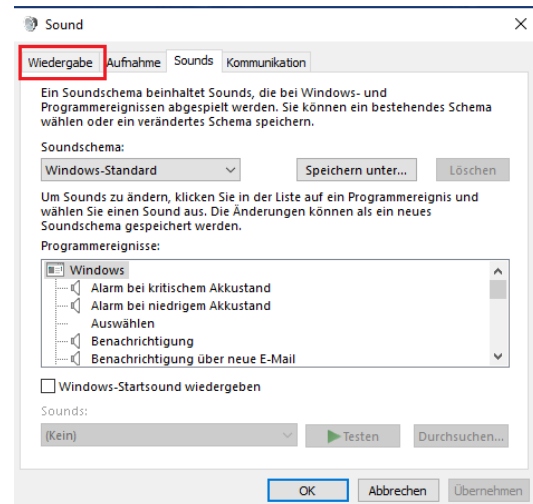 Sound
Wiedergabe Aufnahme Sounds Kommunikation
Ein Soundschema beinhaltet Sounds, die bei Windows- und
Programmereignissen abgespielt werden. Sie können ein bestehendes Schema
wählen oder ein verändertes Schema speichern.
Soundschema:
Windows-Standard Speichern unter... Löschen
Um Sounds zu ändern, klicken Sie in der Liste auf ein Programmereignis und
wählen Sie einen Sound aus. Die Änderungen können als ein neues
Soundschema gespeichert werden.
Programmereignisse:
Windows
Alarm bei kritischem Akkustand
Alarm bei niedrigem Akkustand
Auswählen
Benachrichtigung
Benachrichtigung über neue E-Mail
Windows-Startsound wiedergeben
Sounds:
(Kein) Testen Durchsuchen...
OK Abbrechen Übernehmen